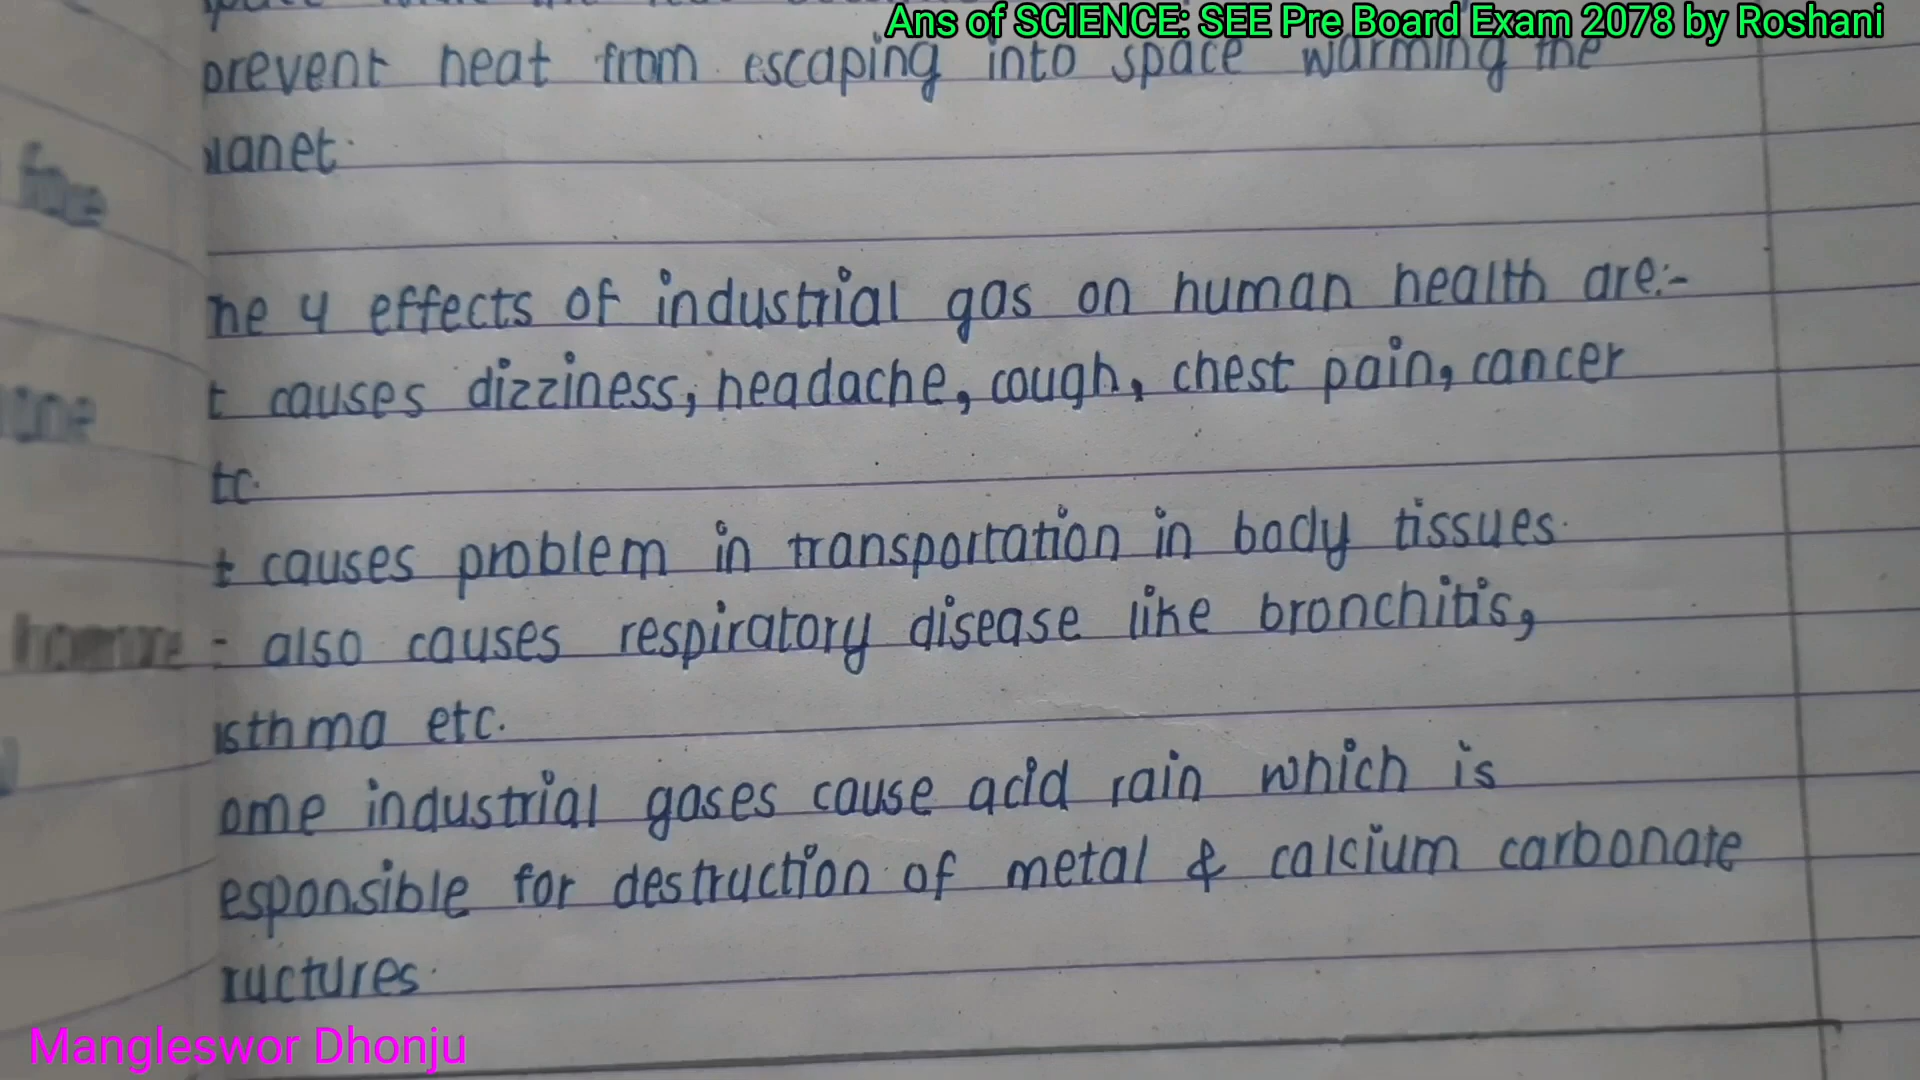 Ans of SCIENCE: SEE Pre Board Exam 2078 by Roshani
prevent heat from escaping into space warming the
lanet.
he 4 effects of industrial gas on human health are:-
t causes dizziness, headache, cough, chest pain, cancer
tc.
t causes problem in transportation in body tissues.
- also causes respiratory disease like bronchitis,
sthma etc.
ome industrial gases cause acid rain which is
esponsible for destruction of metal & calcium carbonate
ructures.
Mangleswor Dhonju